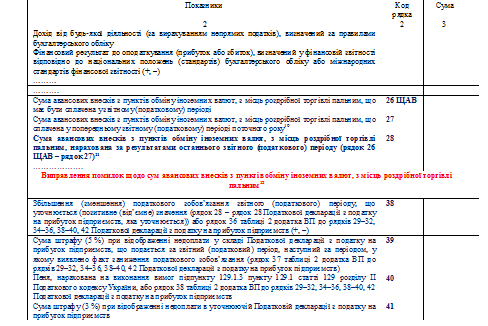 Показники Код рядка Сума
2 2 3
Дохід від будь-якої діяльності (за вирахуванням непрямих податків), визначений за правилами
бухгалтерського обліку
Фінансовий результат до оподаткування (прибуток або збиток), визначений у фінансовій звітності
відповідно до національних положень (стандартів) бухгалтерського обліку або міжнародних
стандартів фінансової звітності (+, –)
………
……….
Сума авансових внесків з пунктів обміну іноземних валют, з місць роздрібної торгівлі пальним, що 26 ЩАВ
має бути сплачена у звітному (податковому) періоді
Сума авансових внесків з пунктів обміну іноземних валют, з місць роздрібної торгівлі пальним, що 27
сплачена у попередньому звітному (податковому) періоді поточного року
Сума авансових внесків з пунктів обміну іноземних валют, з місць роздрібної торгівлі 28
пальним, нарахована за результатами останнього звітного (податкового) періоду (рядок 26
ЩАВ – рядок 27)
………………
Виправлення помилок щодо сум авансових внесків з пунктів обміну іноземних валют, з місць роздрібної торгівлі
пальним
Збільшення (зменшення) податкового зобов’язання звітного (податкового) періоду, що 38
уточнюється (позитивне (від’ємне) значення (рядок 28 – рядок 28 Податкової декларації з податку
на прибуток підприємств, яка уточнюється)) або рядок 36 таблиці 2 додатка ВП до рядків 29–32,
34–36, 38–40, 42 Податкової декларації з податку на прибуток підприємств (+, –)
Сума штрафу (5 %) при відображенні недоплати у складі Податкової декларації з податку на 39
прибуток підприємств, що подається за звітний (податковий) період, наступний за періодом, у
якому виявлено факт заниження податкового зобов’язання (рядок 37 таблиці 2 додатка ВП до
рядків 29–32, 34–36, 38–40, 42 Податкової декларації з податку на прибуток підприємств)
Пеня, нарахована на виконання вимог підпункту 129.1.3 пункту 129.1 статті 129 розділу II 40
Податкового кодексу України, або рядок 38 таблиці 2 додатка ВП до рядків 29–32, 34–36, 38–40, 42
Податкової декларації з податку на прибуток підприємств
Сума штрафу (3 %) при відображенні недоплати в уточнюючій Податковій декларації з податку на 41
прибуток підприємств